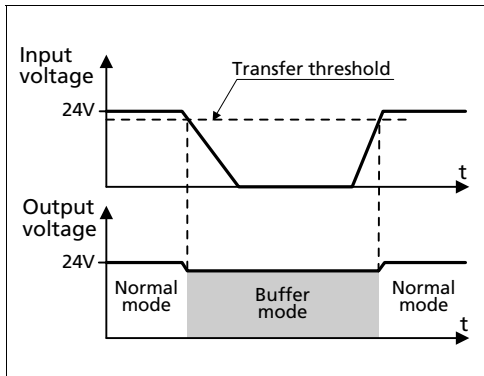 Input
voltage
Transfer threshold
24V
t
Output
voltage
24V
Normal
mode
Buffer
mode
Normal
mode
t